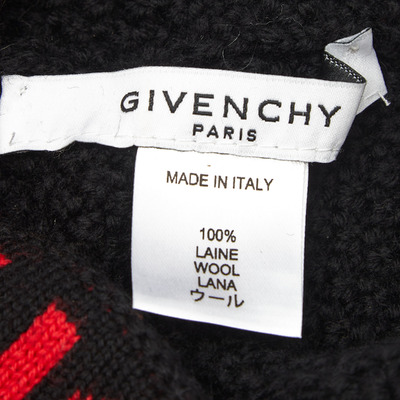 GIVENCHY
PARIS
MADE IN ITALY
100%
LAINE
WOOL
LANA
ウール